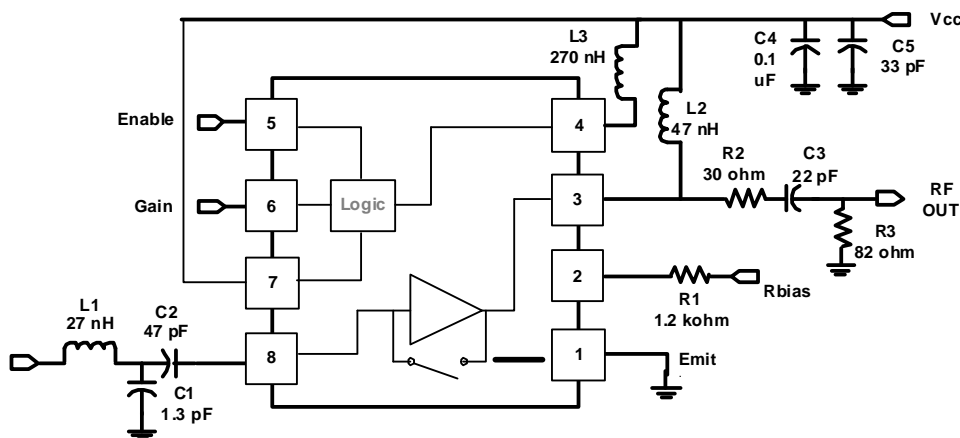 Vcc
L3
270 nH
C4
0.1
uF
C5
33 pF
Enable
5
4
L2
47 nH
R2
30 ohm
C3
22 pF
Gain
6
Logic
3
RF
OUT
R3
82 ohm
7
2
R1
1.2 kohm
Rbias
L1
27 nH
C2
47 pF
8
1
Emit
C1
1.3 pF